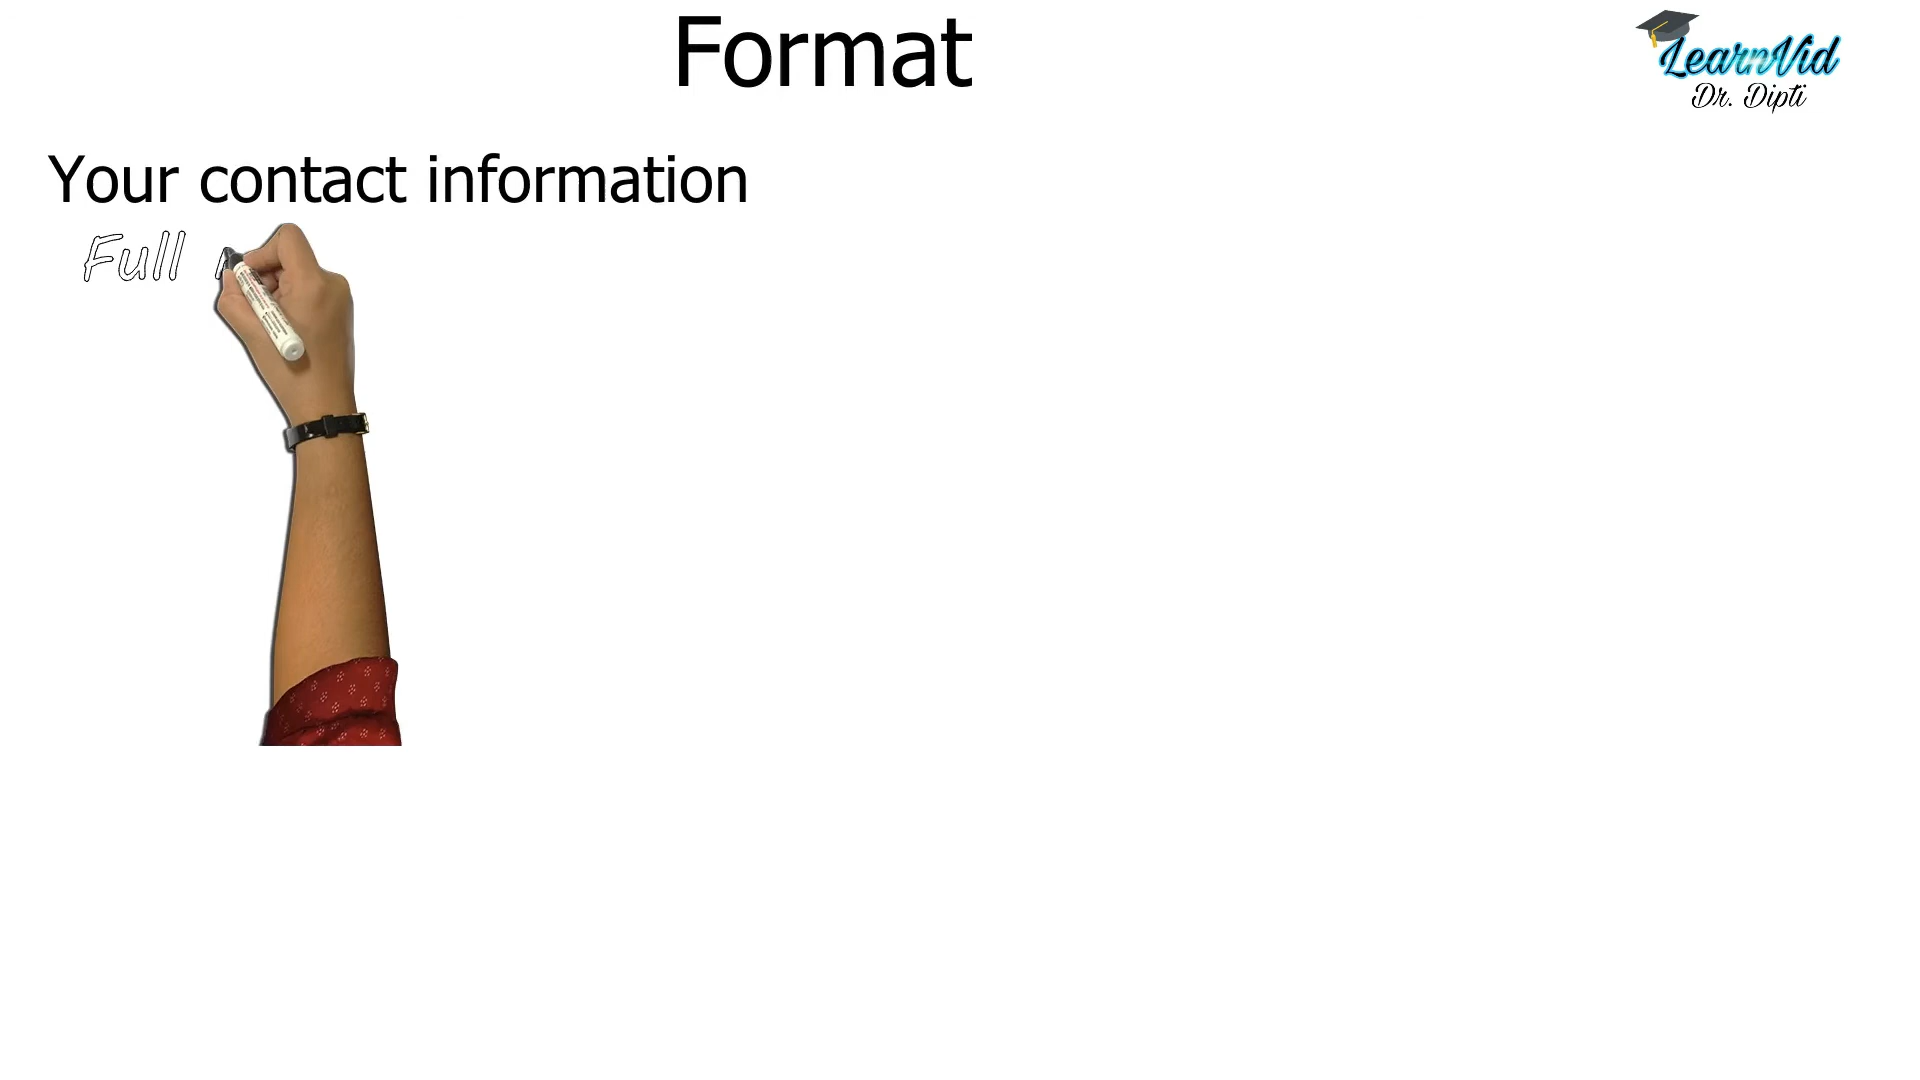 Format
LearnVid
Dr. Dipti
Your contact information
Full